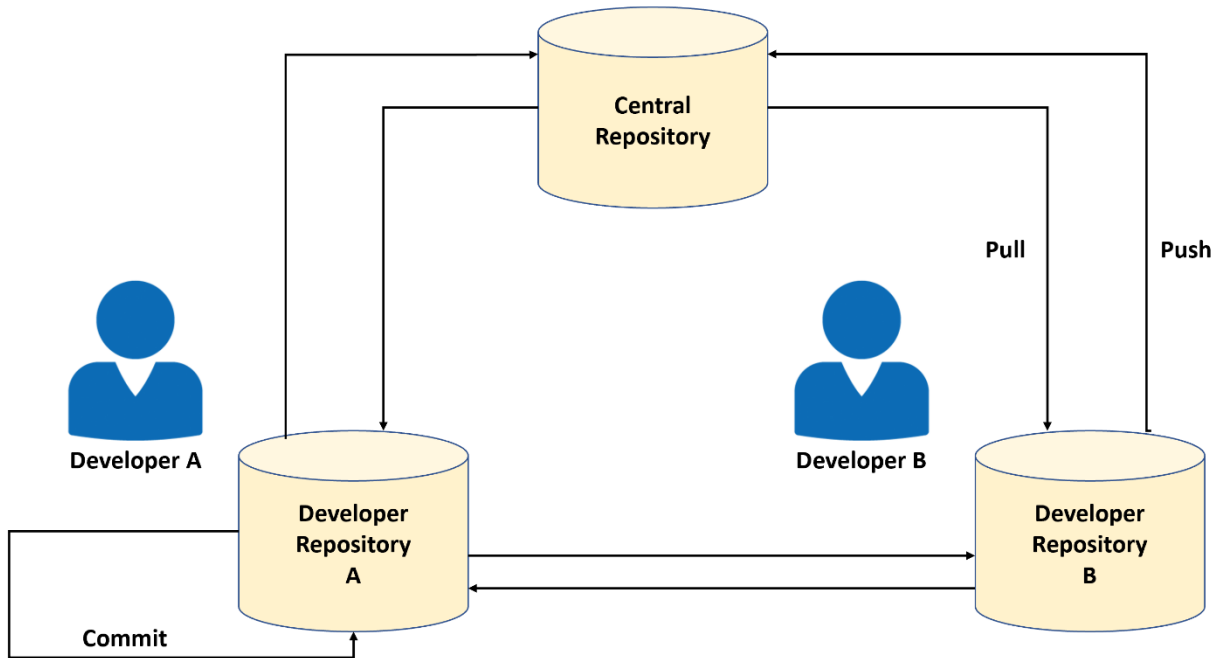 Central
Repository
Pull
Push
Developer A
Developer B
Developer
Repository
A
Developer
Repository
B
Commit